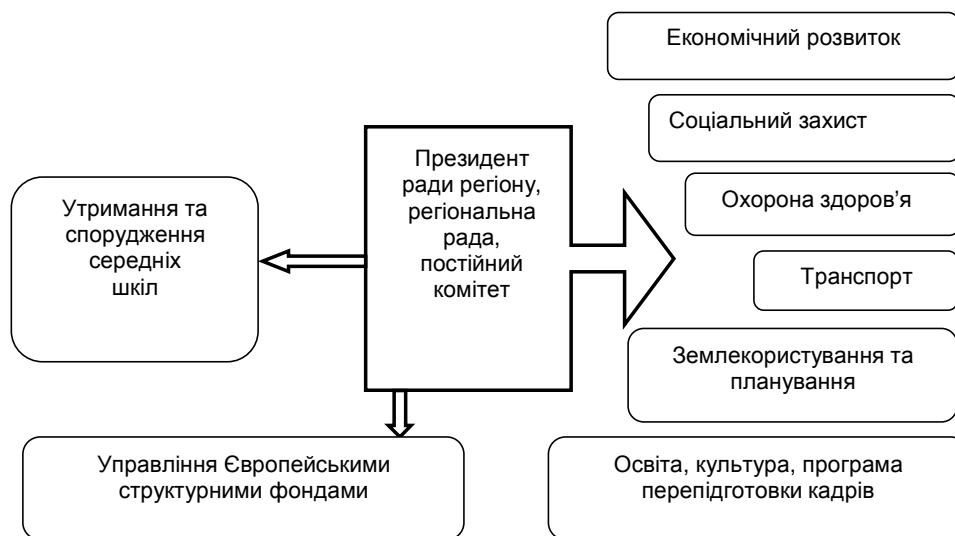 Економічний розвиток
Соціальний захист
Президент
ради регіону,
регіональна
рада,
постійний
комітет
Утримання та
спорудження
середніх
шкіл
Охорона здоров’я
Транспорт
Землекористування та
планування
Управління Європейськими
структурними фондами
Освіта, культура, програма
перепідготовки кадрів